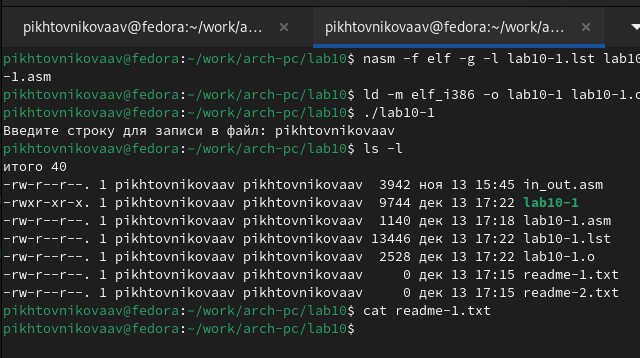 pikhtovnikovaav@fedora:~/work/a... × pikhtovnikovaav@fedora:~/work/a... ×
pikhtovnikovaav@fedora:~/work/arch-pc/lab10$ nasm -f elf -g -l lab10-1.lst lab10
-1.asm
pikhtovnikovaav@fedora:~/work/arch-pc/lab10$ ld -m elf_i386 -o lab10-1 lab10-1.o
pikhtovnikovaav@fedora:~/work/arch-pc/lab10$ ./lab10-1
Введите строку для записи в файл: pikhtovnikovaav
pikhtovnikovaav@fedora:~/work/arch-pc/lab10$ ls -l
итого 40
-rw-r--r--. 1 pikhtovnikovaav pikhtovnikovaav  3942 ноя 13 15:45 in_out.asm
-rwxr-xr-x. 1 pikhtovnikovaav pikhtovnikovaav  9744 дек 13 17:22 lab10-1
-rw-r--r--. 1 pikhtovnikovaav pikhtovnikovaav  1140 дек 13 17:18 lab10-1.asm
-rw-r--r--. 1 pikhtovnikovaav pikhtovnikovaav 13446 дек 13 17:22 lab10-1.lst
-rw-r--r--. 1 pikhtovnikovaav pikhtovnikovaav  2528 дек 13 17:22 lab10-1.o
-rw-r--r--. 1 pikhtovnikovaav pikhtovnikovaav     0 дек 13 17:15 readme-1.txt
-rw-r--r--. 1 pikhtovnikovaav pikhtovnikovaav     0 дек 13 17:15 readme-2.txt
pikhtovnikovaav@fedora:~/work/arch-pc/lab10$ cat readme-1.txt
pikhtovnikovaav@fedora:~/work/arch-pc/lab10$